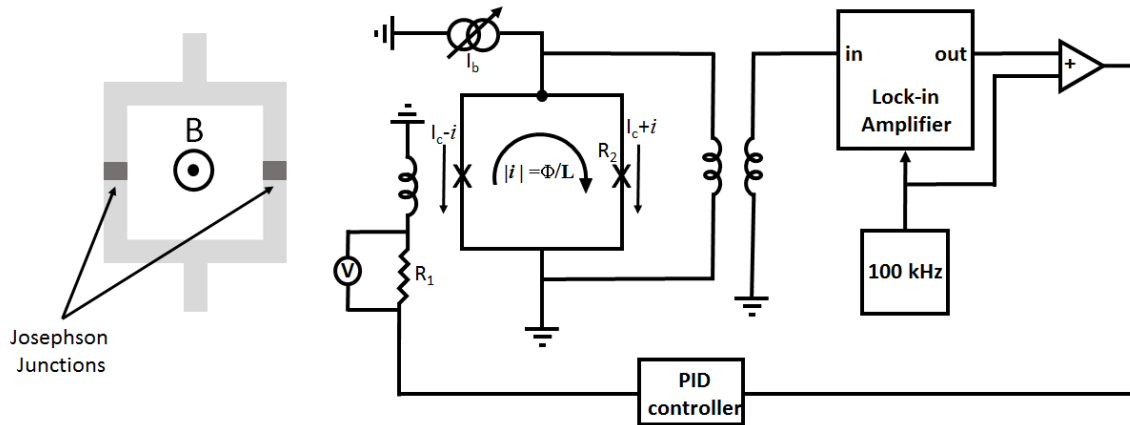 B
Josephson
Junctions
I_b
I_c-i
|i| =Φ/L
R_2
I_c+i
V
R_1
in
out
Lock-in
Amplifier
+
100 kHz
PID
controller